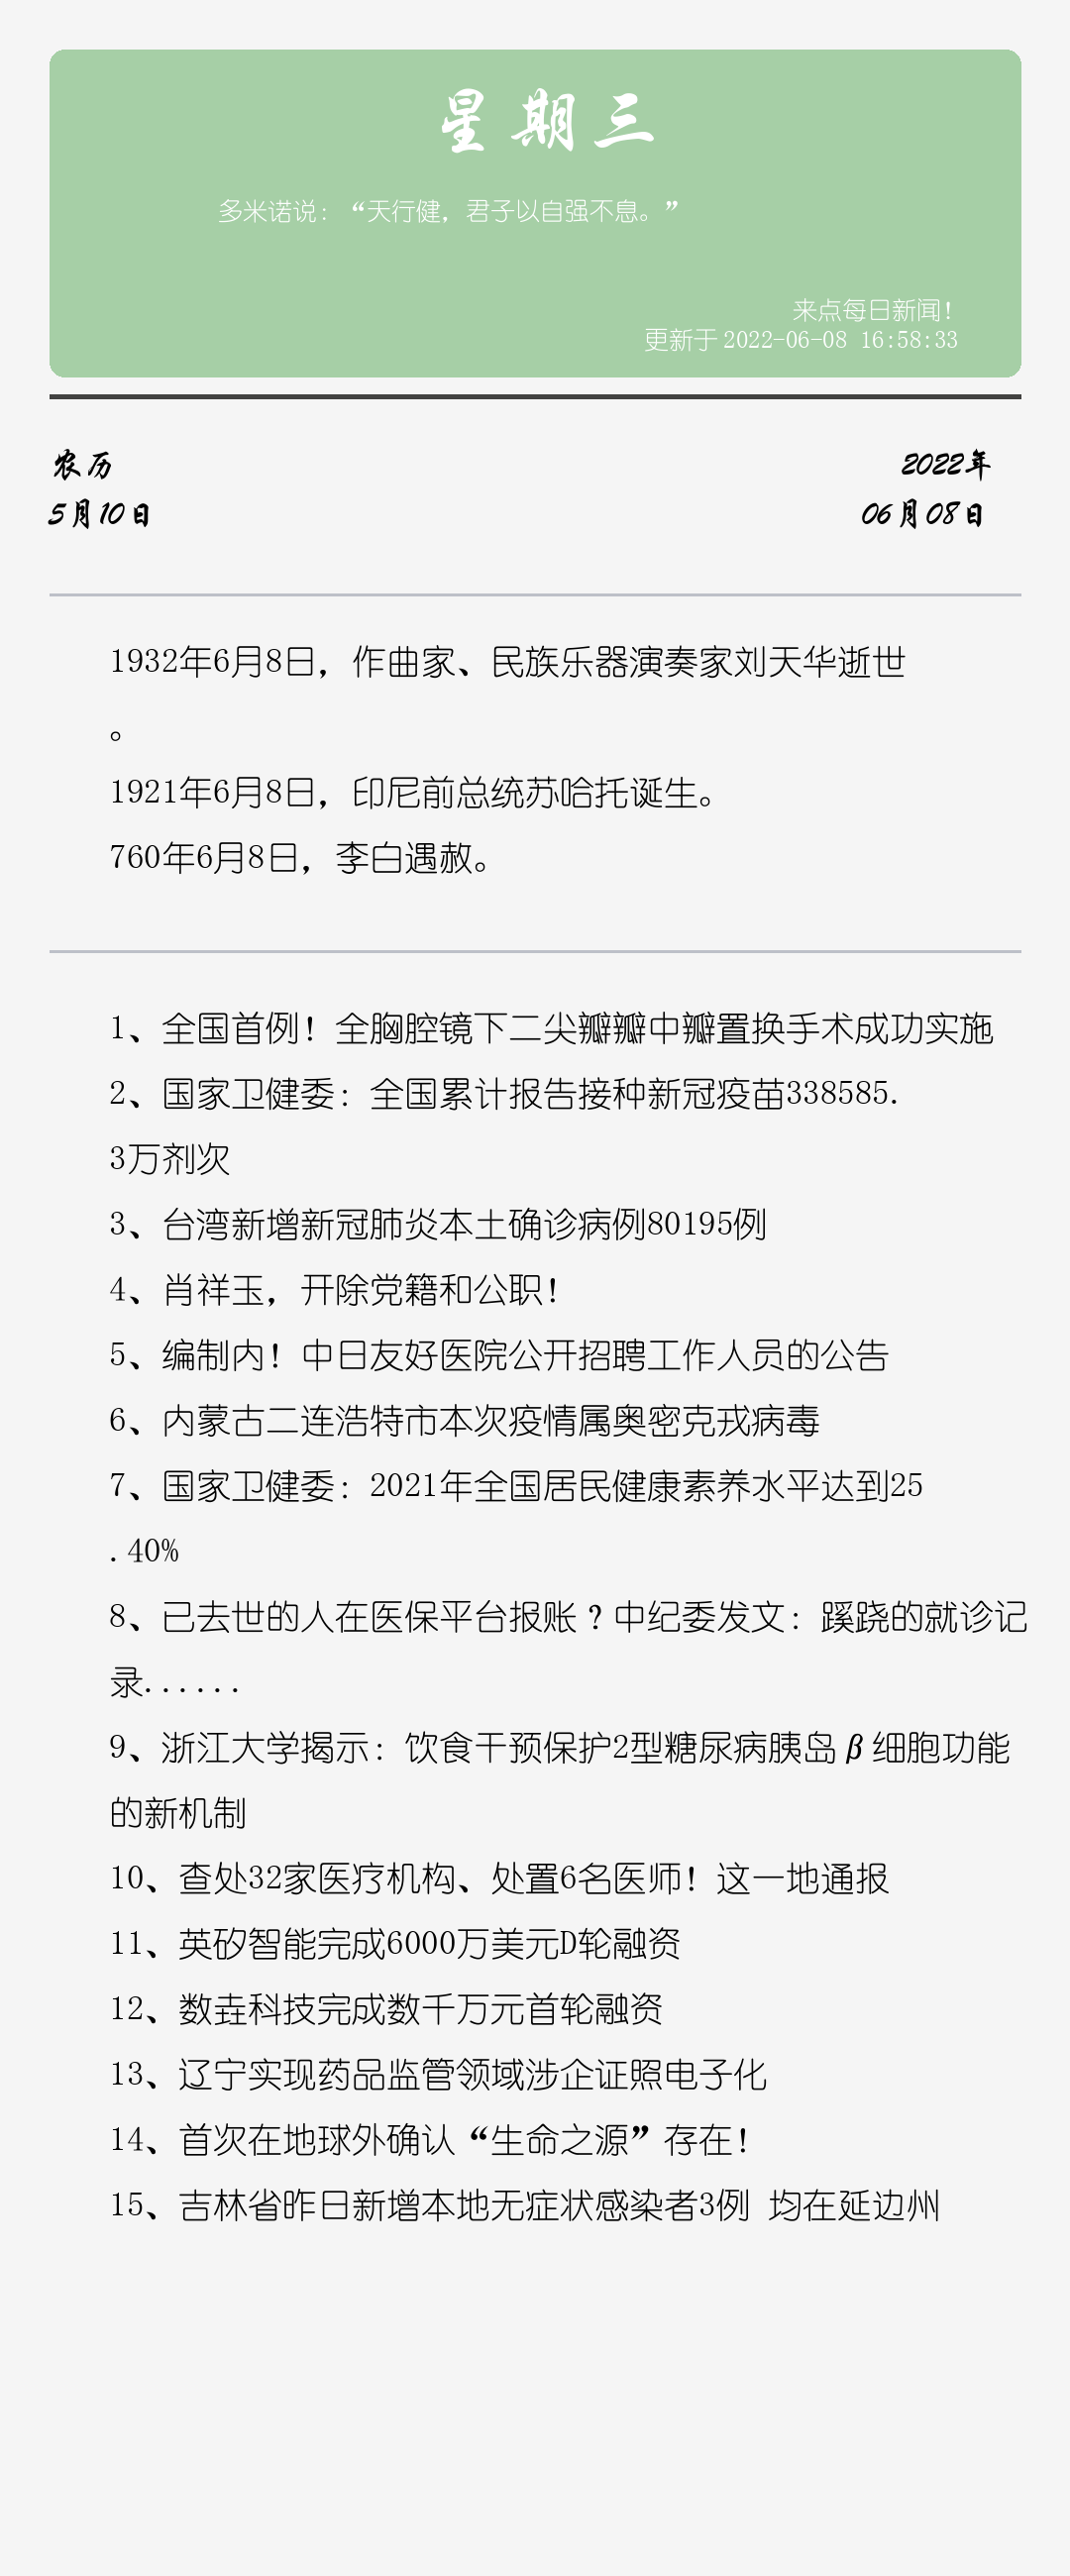 星期三
多米诺说：“天行健，君子以自强不息。”
来点每日新闻！
更新于2022-06-08 16:58:33
农历
2022年
5月10日
06月08日
1932年6月8日，作曲家、民族乐器演奏家刘天华逝世
。
1921年6月8日，印尼前总统苏哈托诞生。
760年6月8日，李白遇赦。
1、全国首例！全胸腔镜下二尖瓣瓣中瓣置换手术成功实施
2、国家卫健委：全国累计报告接种新冠疫苗338585.
3万剂次
3、台湾新增新冠肺炎本土确诊病例80195例
4、肖祥玉，开除党籍和公职！
5、编制内！中日友好医院公开招聘工作人员的公告
6、内蒙古二连浩特市本次疫情属奥密克戎病毒
7、国家卫健委：2021年全国居民健康素养水平达到25
.40%
8、已去世的人在医保平台报账？中纪委发文：蹊跷的就诊记
录......
9、浙江大学揭示：饮食干预保护2型糖尿病胰岛β细胞功能
的新机制
10、查处32家医疗机构、处置6名医师！这一地通报
11、英矽智能完成6000万美元D轮融资
12、数垚科技完成数千万元首轮融资
13、辽宁实现药品监管领域涉企证照电子化
14、首次在地球外确认“生命之源”存在！
15、吉林省昨日新增本地无症状感染者3例 均在延边州